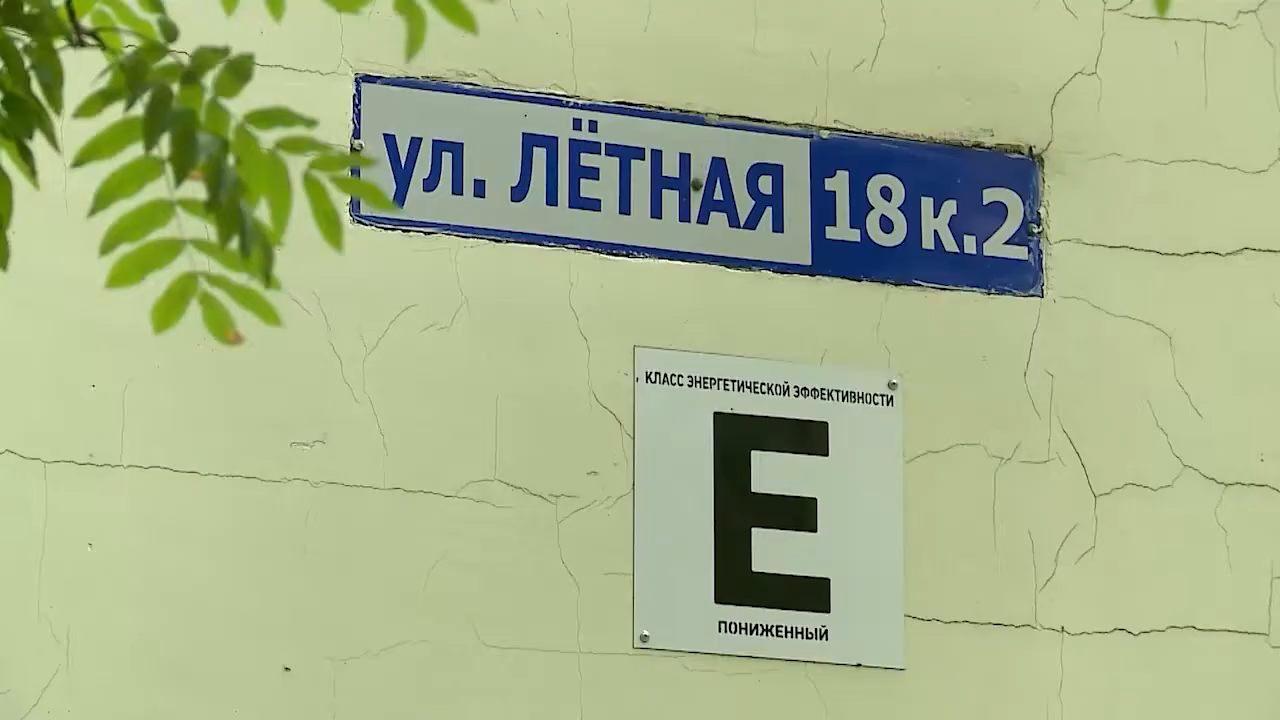 ул. ЛЁТНАЯ 18 к.2
КЛАСС ЭНЕРГЕТИЧЕСКОЙ ЭФФЕКТИВНОСТИ
E
ПОНИЖЕННЫЙ